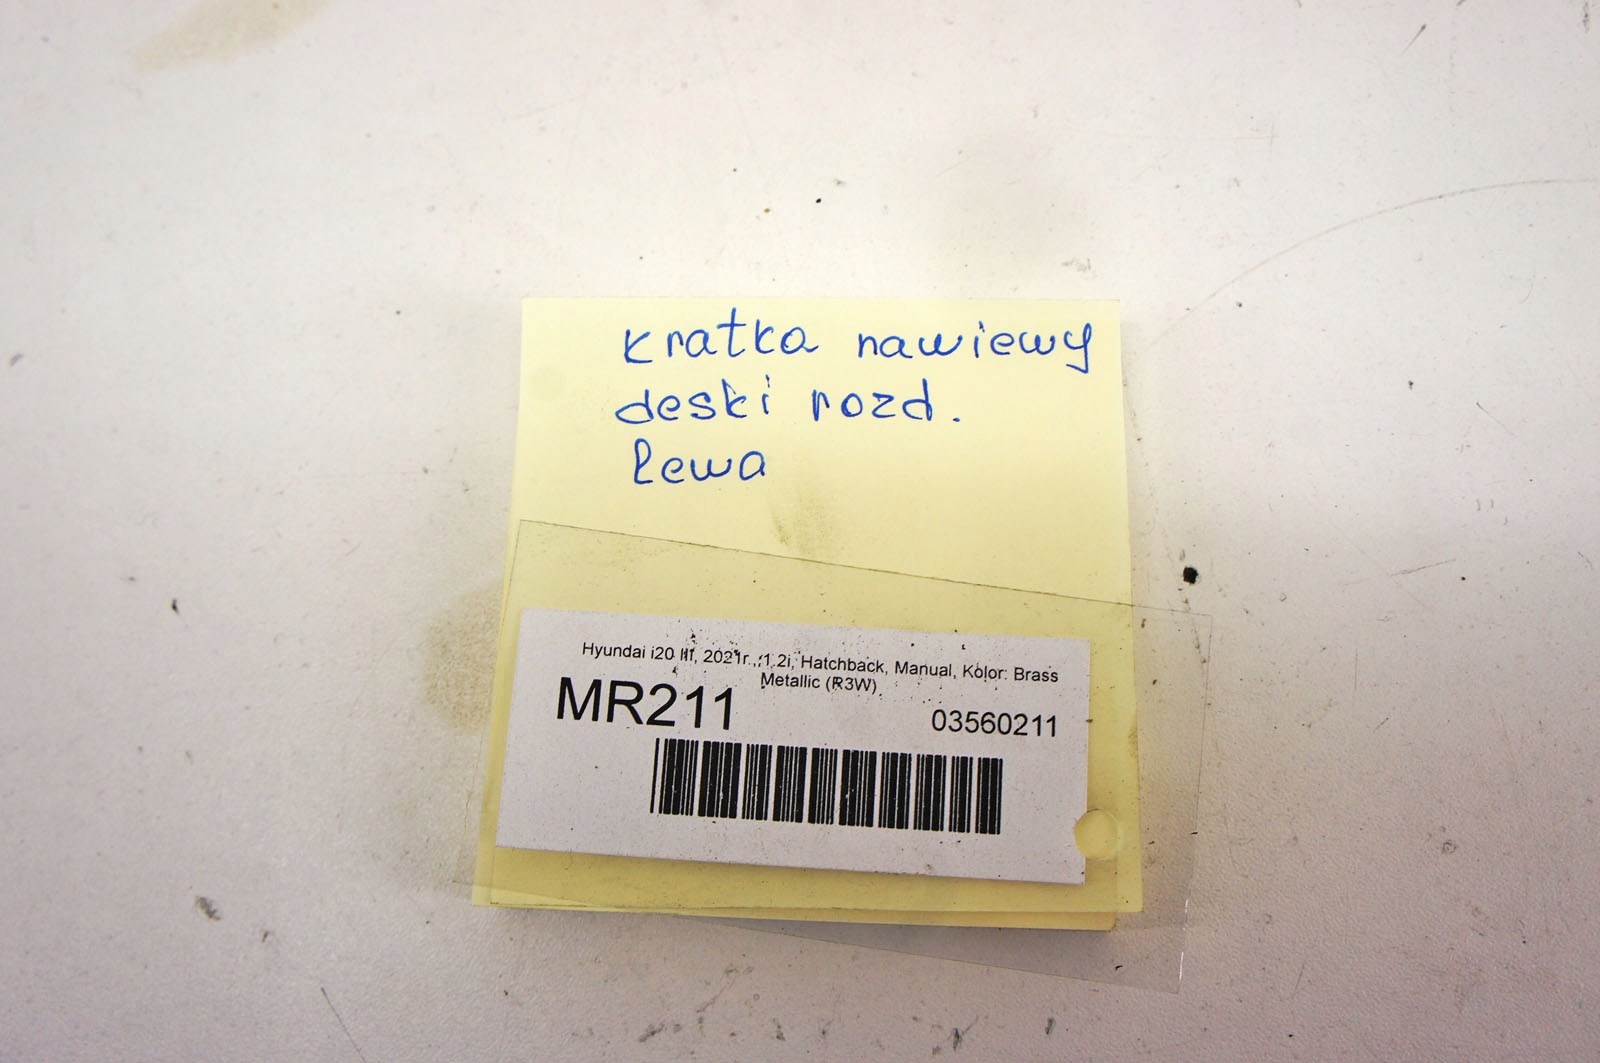 kratka nawiewy
deski rozd.
lewa
Hyundai i20 III, 2021r., 1.2i, Hatchback, Manual, Kolor: Brass
Metallic (R3W)
MR211
03560211